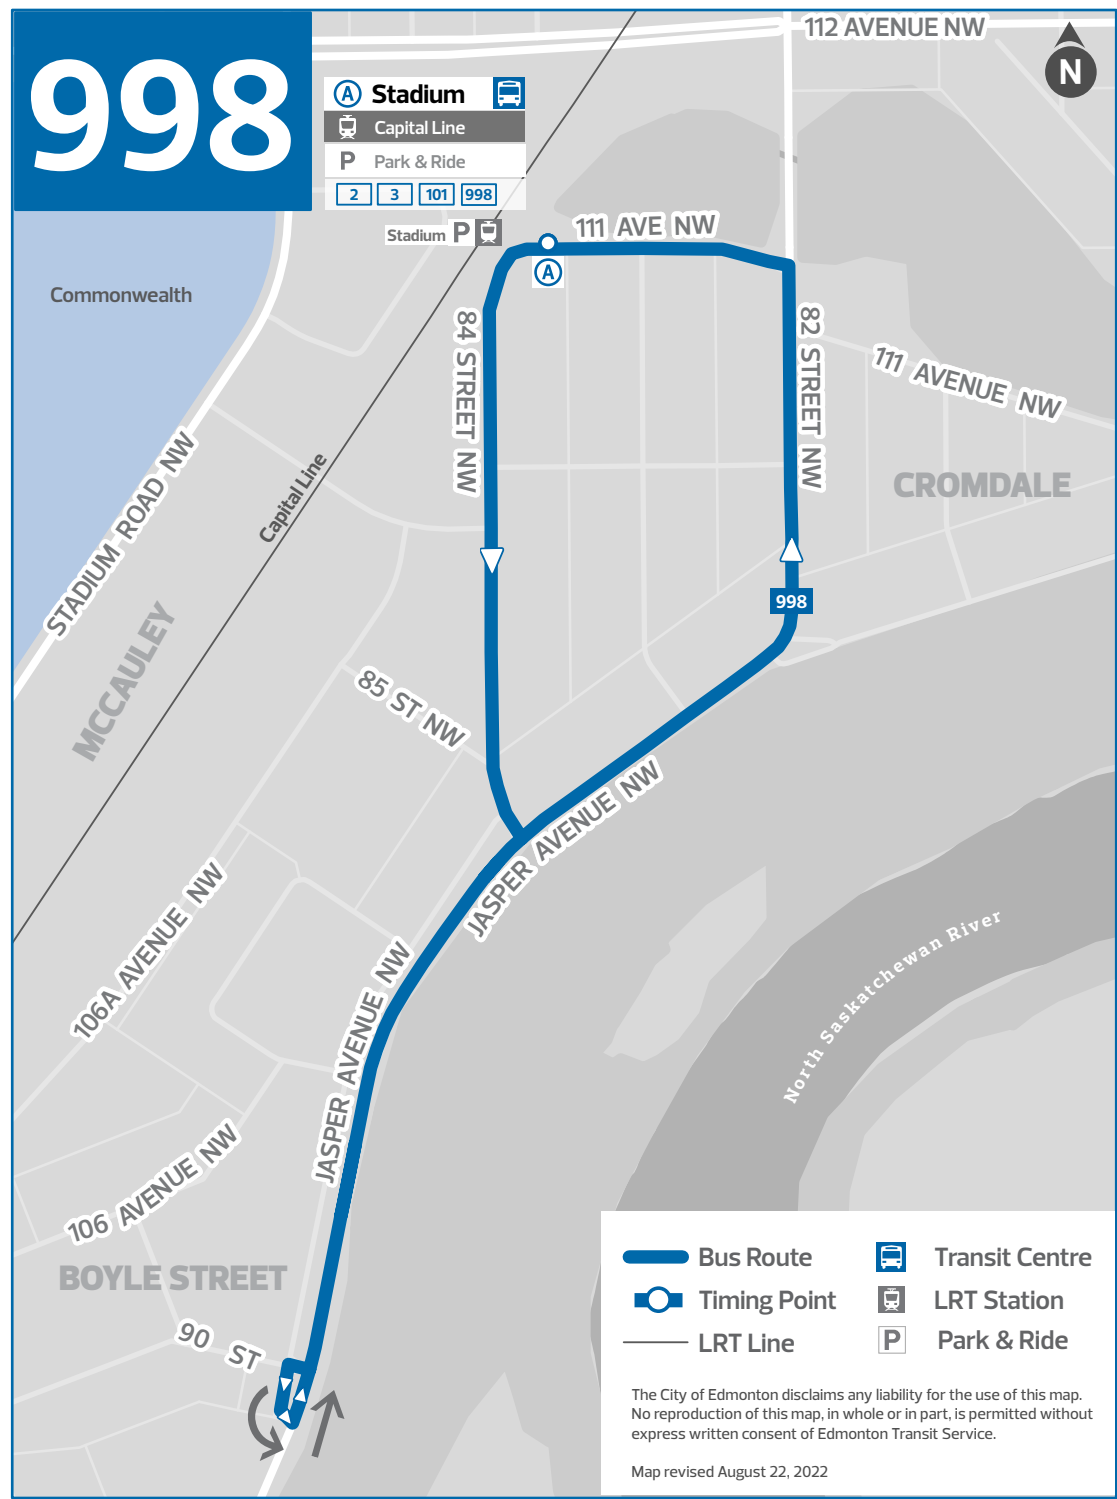 998
A Stadium
Capital Line
P Park & Ride
2 3 101 998
112 AVENUE NW
N
Stadium P
111 AVE NW
A
Commonwealth
84 STREET NW
82 STREET NW
111 AVENUE NW
CROMDALE
STADIUM ROAD NW
Capital Line
998
MCCAULEY
85 ST NW
JASPER AVENUE NW
106A AVENUE NW
JASPER AVENUE NW
North Saskatchewan River
106 AVENUE NW
BOYLE STREET
90 ST
Bus Route
Transit Centre
Timing Point
LRT Station
LRT Line
P Park & Ride
The City of Edmonton disclaims any liability for the use of this map.
No reproduction of this map, in whole or in part, is permitted without
express written consent of Edmonton Transit Service.
Map revised August 22, 2022